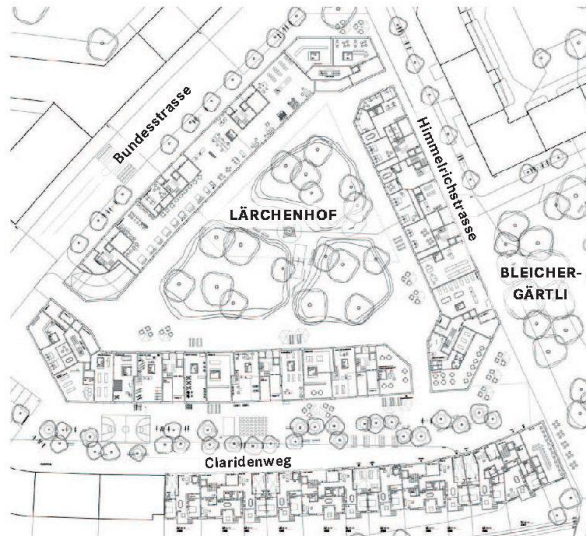 Bundesstrasse
Himmelrichstrasse
LÄRCHENHOF
BLEICHER-
GÄRTLI
Claridenweg